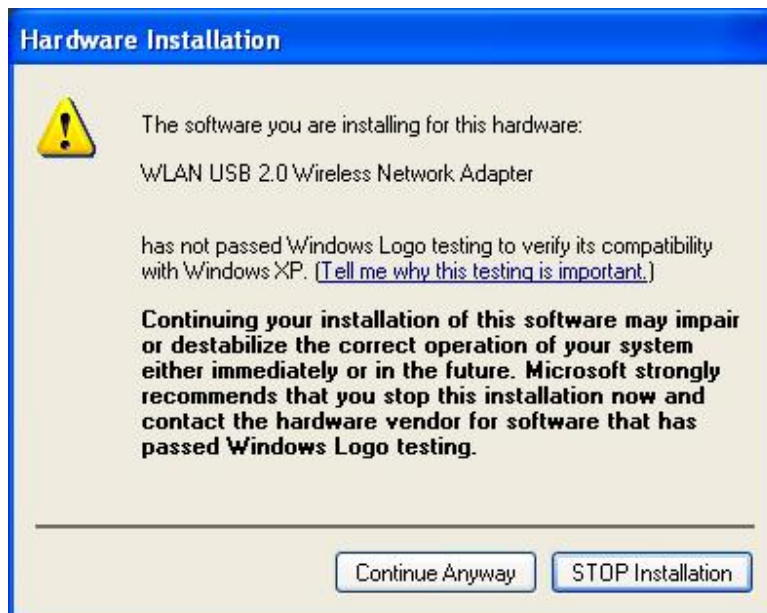 Hardware Installation
The software you are installing for this hardware:
WLAN USB 2.0 Wireless Network Adapter
has not passed Windows Logo testing to verify its compatibility
with Windows XP. (Tell me why this testing is important.)
Continuing your installation of this software may impair
or destabilize the correct operation of your system
either immediately or in the future. Microsoft strongly
recommends that you stop this installation now and
contact the hardware vendor for software that has
passed Windows Logo testing.
Continue Anyway
STOP Installation